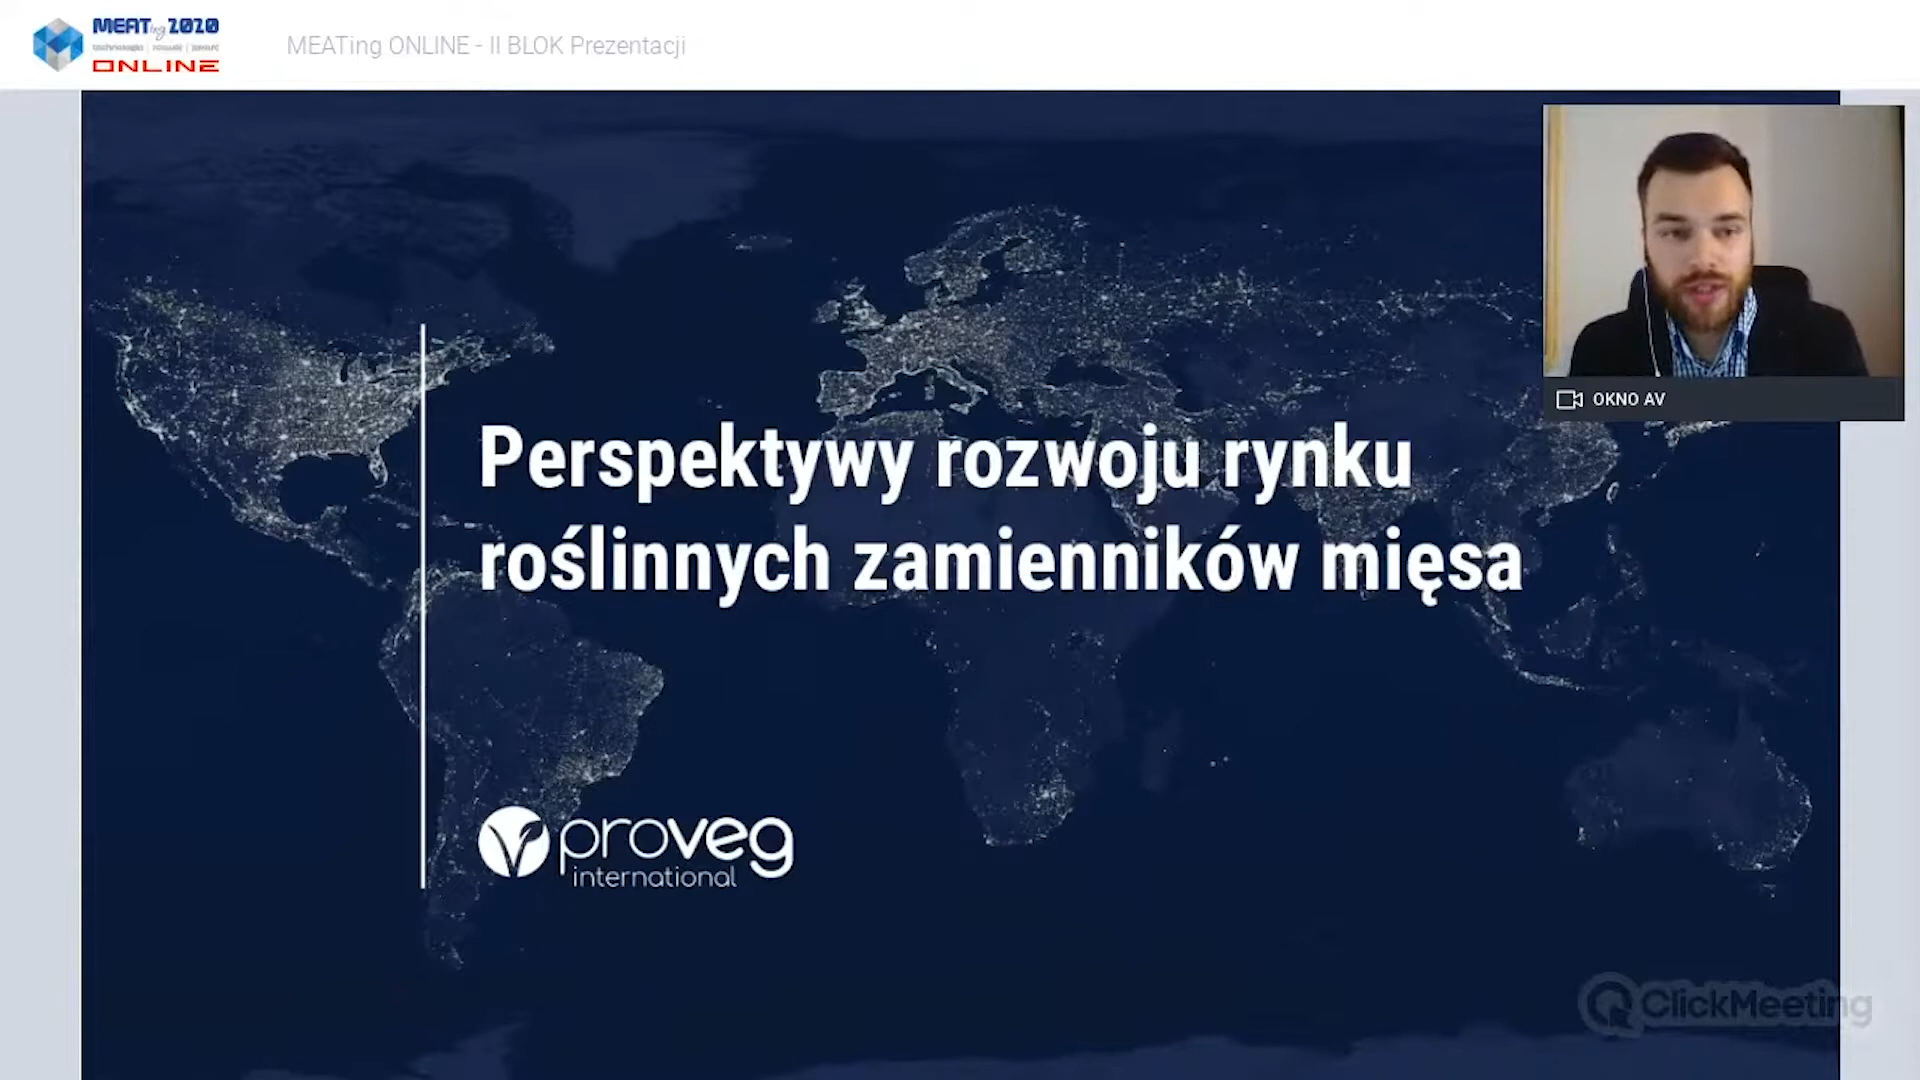 MEATing 2020
ONLINE
MEATing ONLINE - II BLOK Prezentacji
OKNO AV
Perspektywy rozwoju rynku
roślinnych zamienników mięsa
proveg
international
ClickMeeting